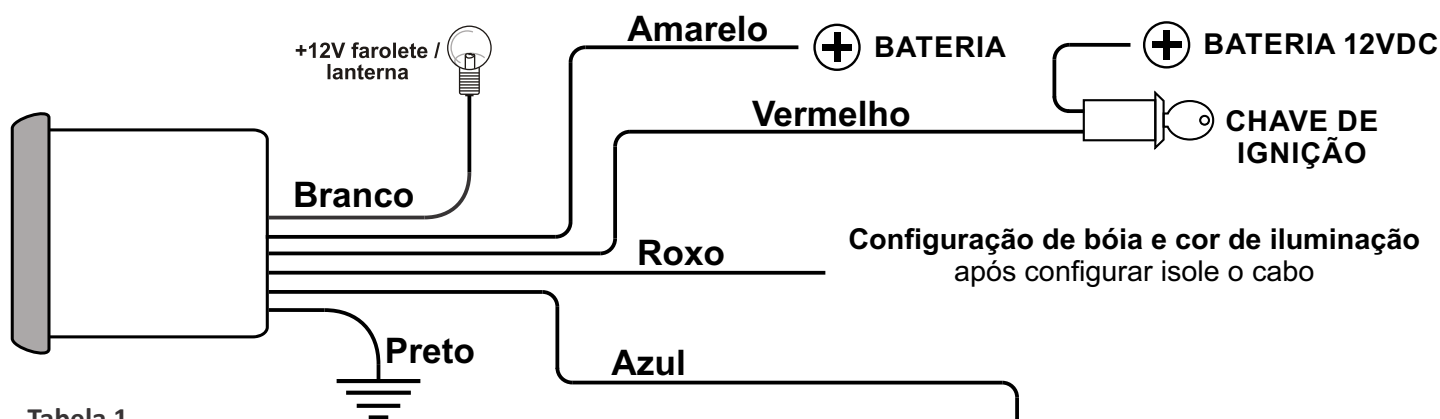 Amarelo
BATERIA
BATERIA 12VDC
+12V farolete /
lanterna
Vermelho
CHAVE DE
IGNIÇÃO
Branco
Roxo
Configuração de bóia e cor de iluminação
após configurar isole o cabo
Preto
Azul
Tabela 1